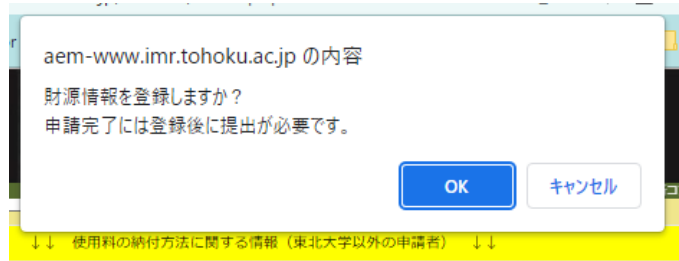 aem-www.imr.tohoku.ac.jp の内容
財源情報を登録しますか？
申請完了には登録後に提出が必要です。
OK キャンセル
↓↓ 使用料の納付方法に関する情報（東北大学以外の申請者） ↓↓